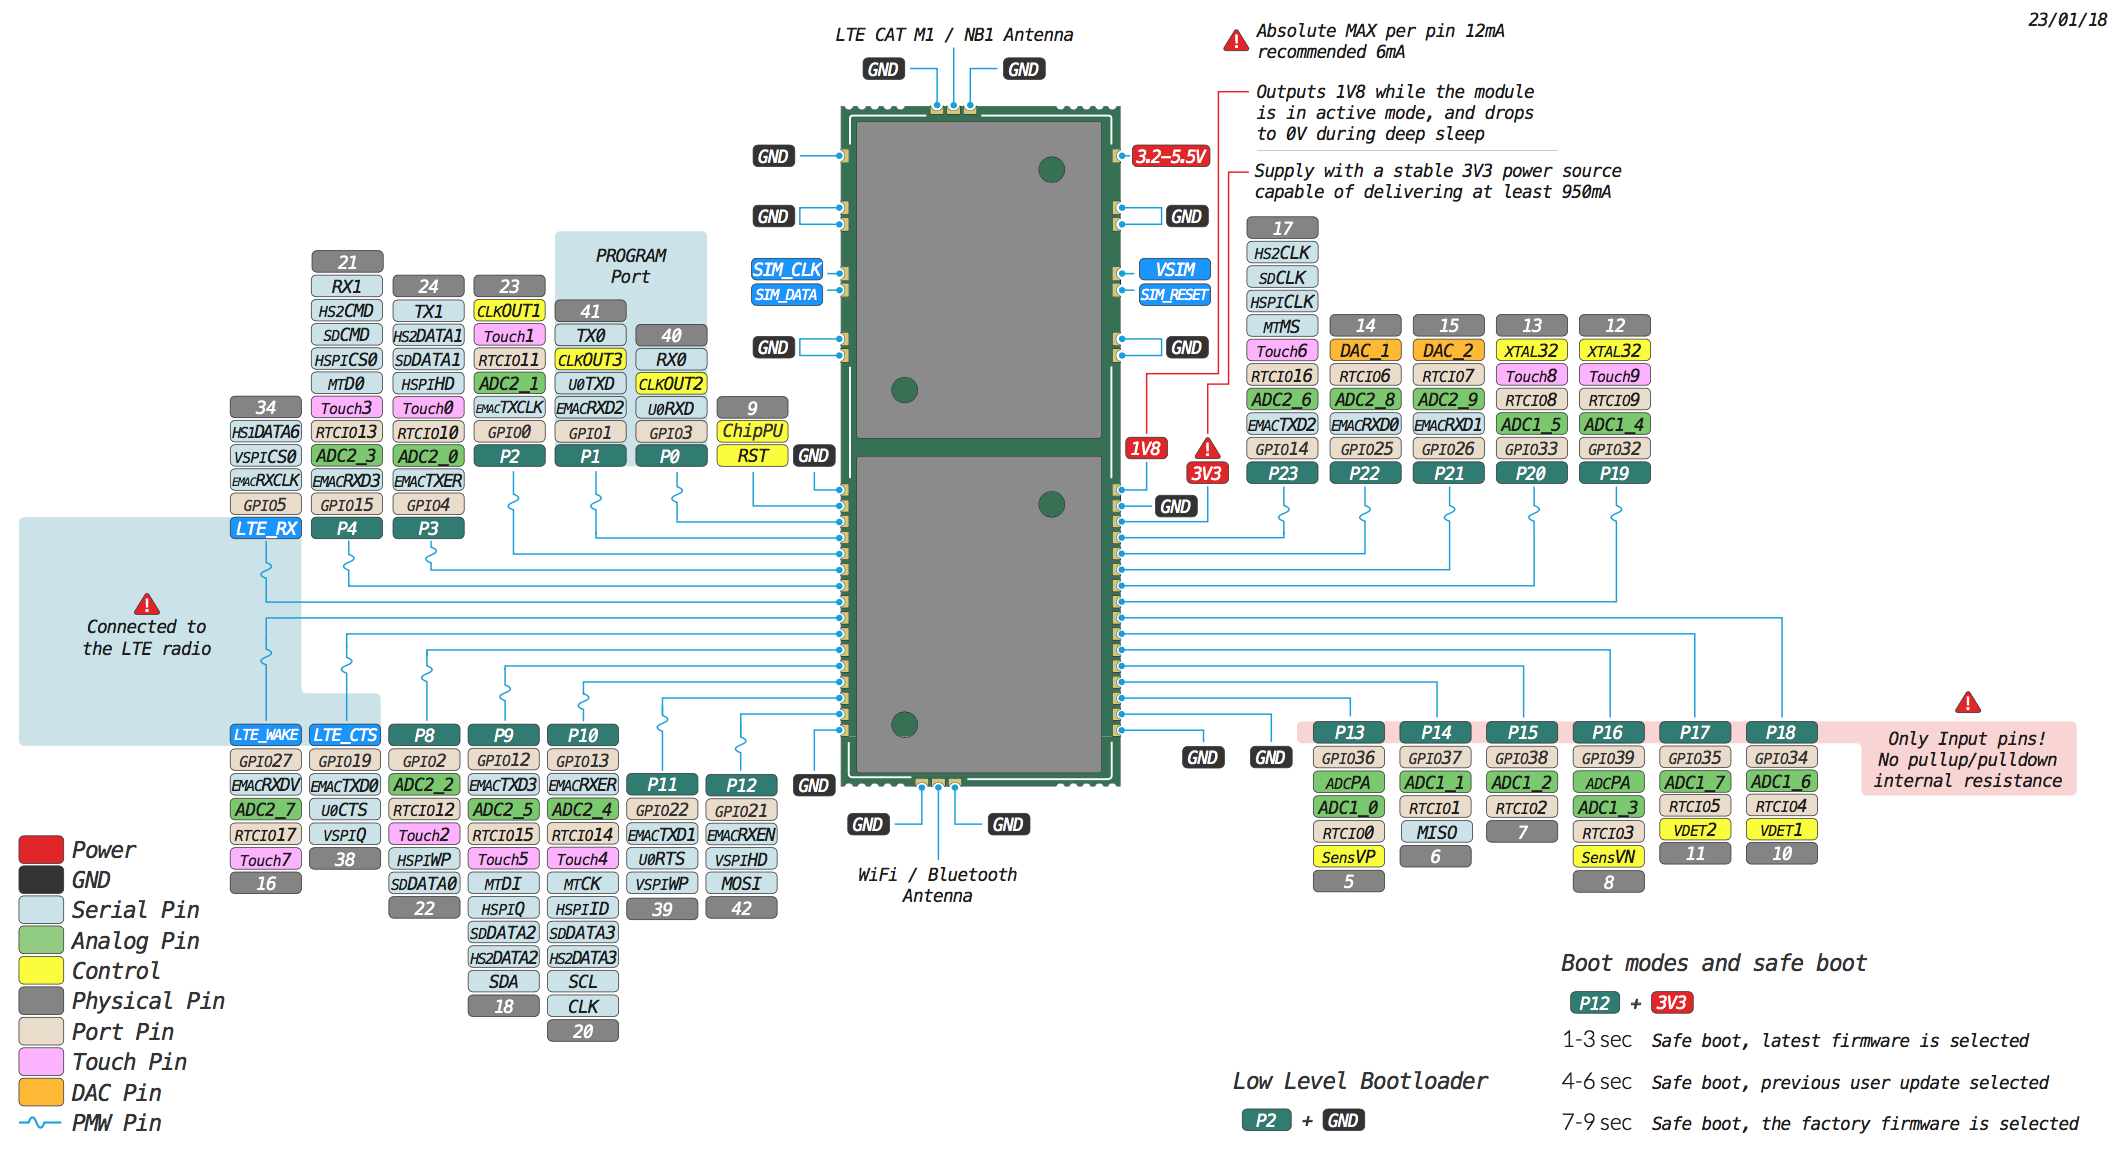 23/01/18
LTE CAT M1 / NB1 Antenna
GND
GND
Absolute MAX per pin 12mA
recommended 6mA
Outputs 1V8 while the module
is in active mode, and drops
to 0V during deep sleep
Supply with a stable 3V3 power source
capable of delivering at least 950mA
GND
GND
SIM_CLK
SIM_DATA
GND
3.2–5.5V
GND
VSIM
SIM_RESET
GND
PROGRAM
Port
34
HS1DATA6
VSPICS0
EMACRXCLK
GPIO5
LTE_RX
21
RX1
HS2CMD
SDCMD
HSPICS0
MTD0
Touch3
RTCIO13
ADC2_3
EMACRXD3
GPIO15
P4
24
TX1
HS2DATA1
SDDATA1
HSPIHD
Touch0
RTCIO10
ADC2_0
EMACTXER
GPIO4
P3
23
CLKOUT1
Touch1
RTCIO11
ADC2_1
EMACTXCLK
GPIO0
P2
41
TX0
CLKOUT3
U0TXD
EMACRXD2
GPIO1
P1
40
RX0
CLKOUT2
U0RXD
GPIO3
P0
9
ChipPU
RST
GND
1V8
3V3
GND
17
HS2CLK
SDCLK
HSPICLK
MTMS
Touch6
RTCIO16
ADC2_6
EMACTXD2
GPIO14
P23
14
DAC_1
RTCIO6
ADC2_8
EMACRXD0
GPIO25
P22
15
DAC_2
RTCIO7
ADC2_9
EMACRXD1
GPIO26
P21
13
XTAL32
Touch8
RTCIO8
ADC1_5
GPIO33
P20
12
XTAL32
Touch9
RTCIO9
ADC1_4
GPIO32
P19
Connected to
the LTE radio
LTE_WAKE
GPIO27
EMACRXDV
ADC2_7
RTCIO17
Touch7
16
LTE_CTS
GPIO19
EMACTXD0
U0CTS
VSPIQ
38
P8
GPIO2
ADC2_2
RTCIO12
Touch2
HSPIWP
SDDATA0
22
P9
GPIO12
EMACTXD3
ADC2_5
RTCIO15
Touch5
MTDI
HSPIQ
SDDATA2
HS2DATA2
SDA
18
P10
GPIO13
EMACRXER
ADC2_4
RTCIO14
Touch4
MTCK
HSPIID
SDDATA3
HS2DATA3
SCL
CLK
20
P11
GPIO22
EMACTXD1
U0RTS
VSPIWP
39
P12
GPIO21
EMACRXEN
VSPIHD
MOSI
42
GND
GND
GND
WiFi / Bluetooth
Antenna
GND
GND
P13
GPIO36
ADCPA
ADC1_0
RTCIO0
SensVP
5
P14
GPIO37
ADC1_1
RTCIO1
MISO
6
P15
GPIO38
ADC1_2
RTCIO2
7
P16
GPIO39
ADCPA
ADC1_3
RTCIO3
SensVN
8
P17
GPIO35
ADC1_7
RTCIO5
VDET2
11
P18
GPIO34
ADC1_6
RTCIO4
VDET1
10
Only Input pins!
No pullup/pulldown
internal resistance
Power
GND
Serial Pin
Analog Pin
Control
Physical Pin
Port Pin
Touch Pin
DAC Pin
PMW Pin
Low Level Bootloader
P2 + GND
Boot modes and safe boot
P12 + 3V3
1-3 sec Safe boot, latest firmware is selected
4-6 sec Safe boot, previous user update selected
7-9 sec Safe boot, the factory firmware is selected